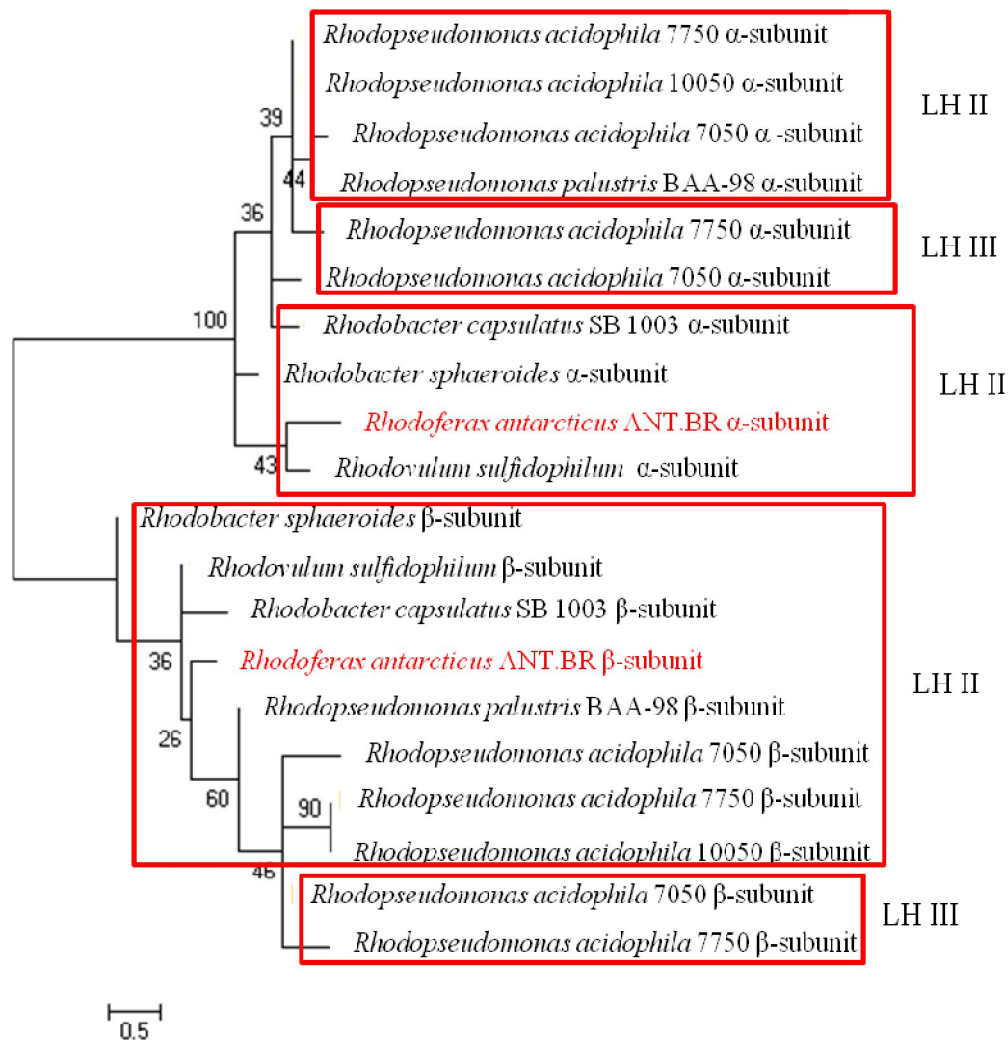 Rhodopseudomonas acidophila 7750 α-subunit
Rhodopseudomonas acidophila 10050 α-subunit
LH II
39
Rhodopseudomonas acidophila 7050 α -subunit
44
Rhodopseudomonas palustris BAA-98 α-subunit
36
Rhodopseudomonas acidophila 7750 α-subunit
LH III
Rhodopseudomonas acidophila 7050 α-subunit
100
Rhodobacter capsulatus SB 1003 α-subunit
Rhodobacter sphaeroides α-subunit
LH II
Rhodoferax antarcticus ANT.BR α-subunit
43
Rhodovulum sulfidophilum α-subunit
Rhodobacter sphaeroides β-subunit
Rhodovulum sulfidophilum β-subunit
Rhodobacter capsulatus SB 1003 β-subunit
36
Rhodoferax antarcticus ANT.BR β-subunit
LH II
Rhodopseudomonas palustris BAA-98 β-subunit
26
Rhodopseudomonas acidophila 7050 β-subunit
60
Rhodopseudomonas acidophila 7750 β-subunit
90
Rhodopseudomonas acidophila 10050 β-subunit
46
Rhodopseudomonas acidophila 7050 β-subunit
LH III
Rhodopseudomonas acidophila 7750 β-subunit
0.5